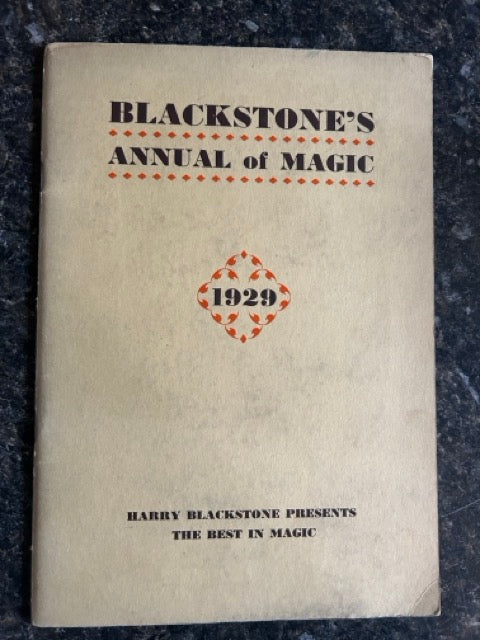 BLACKSTONE'S
ANNUAL of MAGIC
1929
HARRY BLACKSTONE PRESENTS
THE BEST IN MAGIC